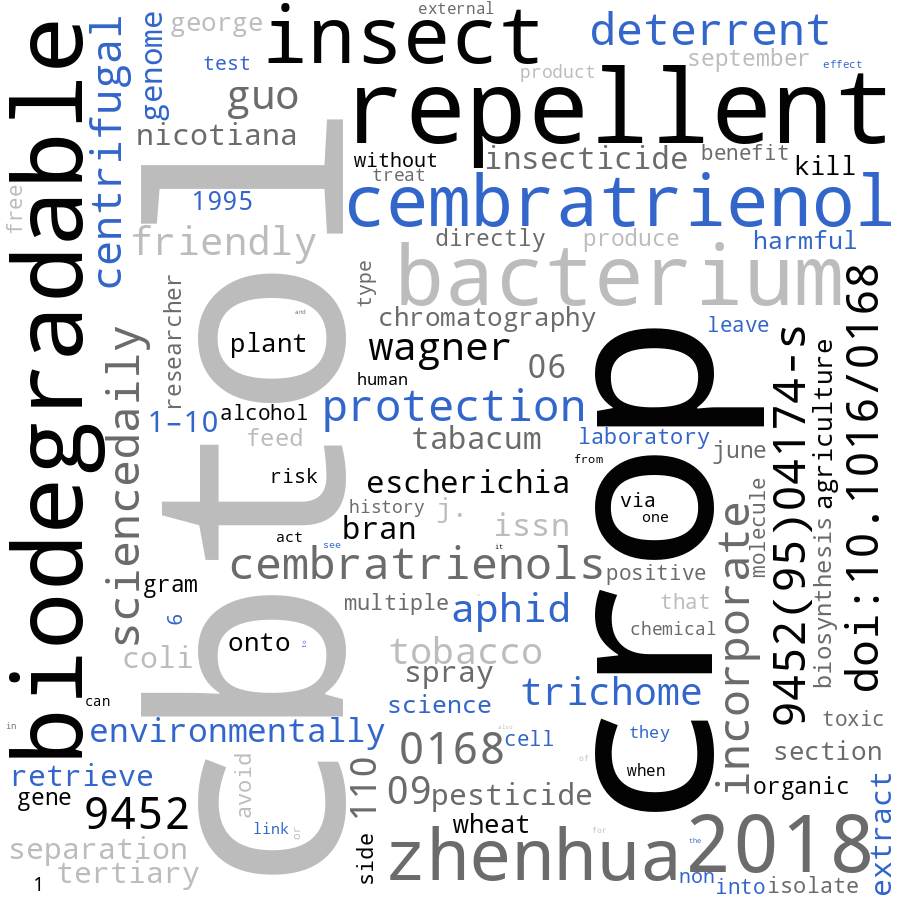 external
george
insect
deterrent
september
test
product
effect
biodegradable
centrifugal
genome
guo
repellent
nicotiana
without
insecticide
benefit
kill
treat
free
1995
cembratrienol
friendly
directly
produce
harmful
bacterium
type
cbtol
and
researcher
chromatography
leave
sciencedaily
plant
wagner
06
human
crop
9452(95)04174-s
agriculture
doi:10.1016/0168
1-10
alcohol
protection
feed
tabacum
laboratory
june
from
risk
escherichia
via
one
history
j.
issn
bran
act
see
it
molecule
incorporate
biosynthesis
cembratrienols
positive
gram
multiple
aphid
that
6
onto
to
chemical
coli
tobacco
spray
trichome
can
science
in
environmentally
also
they
toxic
0168
cell
section
of
retrieve
avoid
110
when
gene
09
pesticide
organic
extract
9452
link
or
wheat
for
2018
separation
side
zhenhua
the
tertiary
non
into
isolate
1